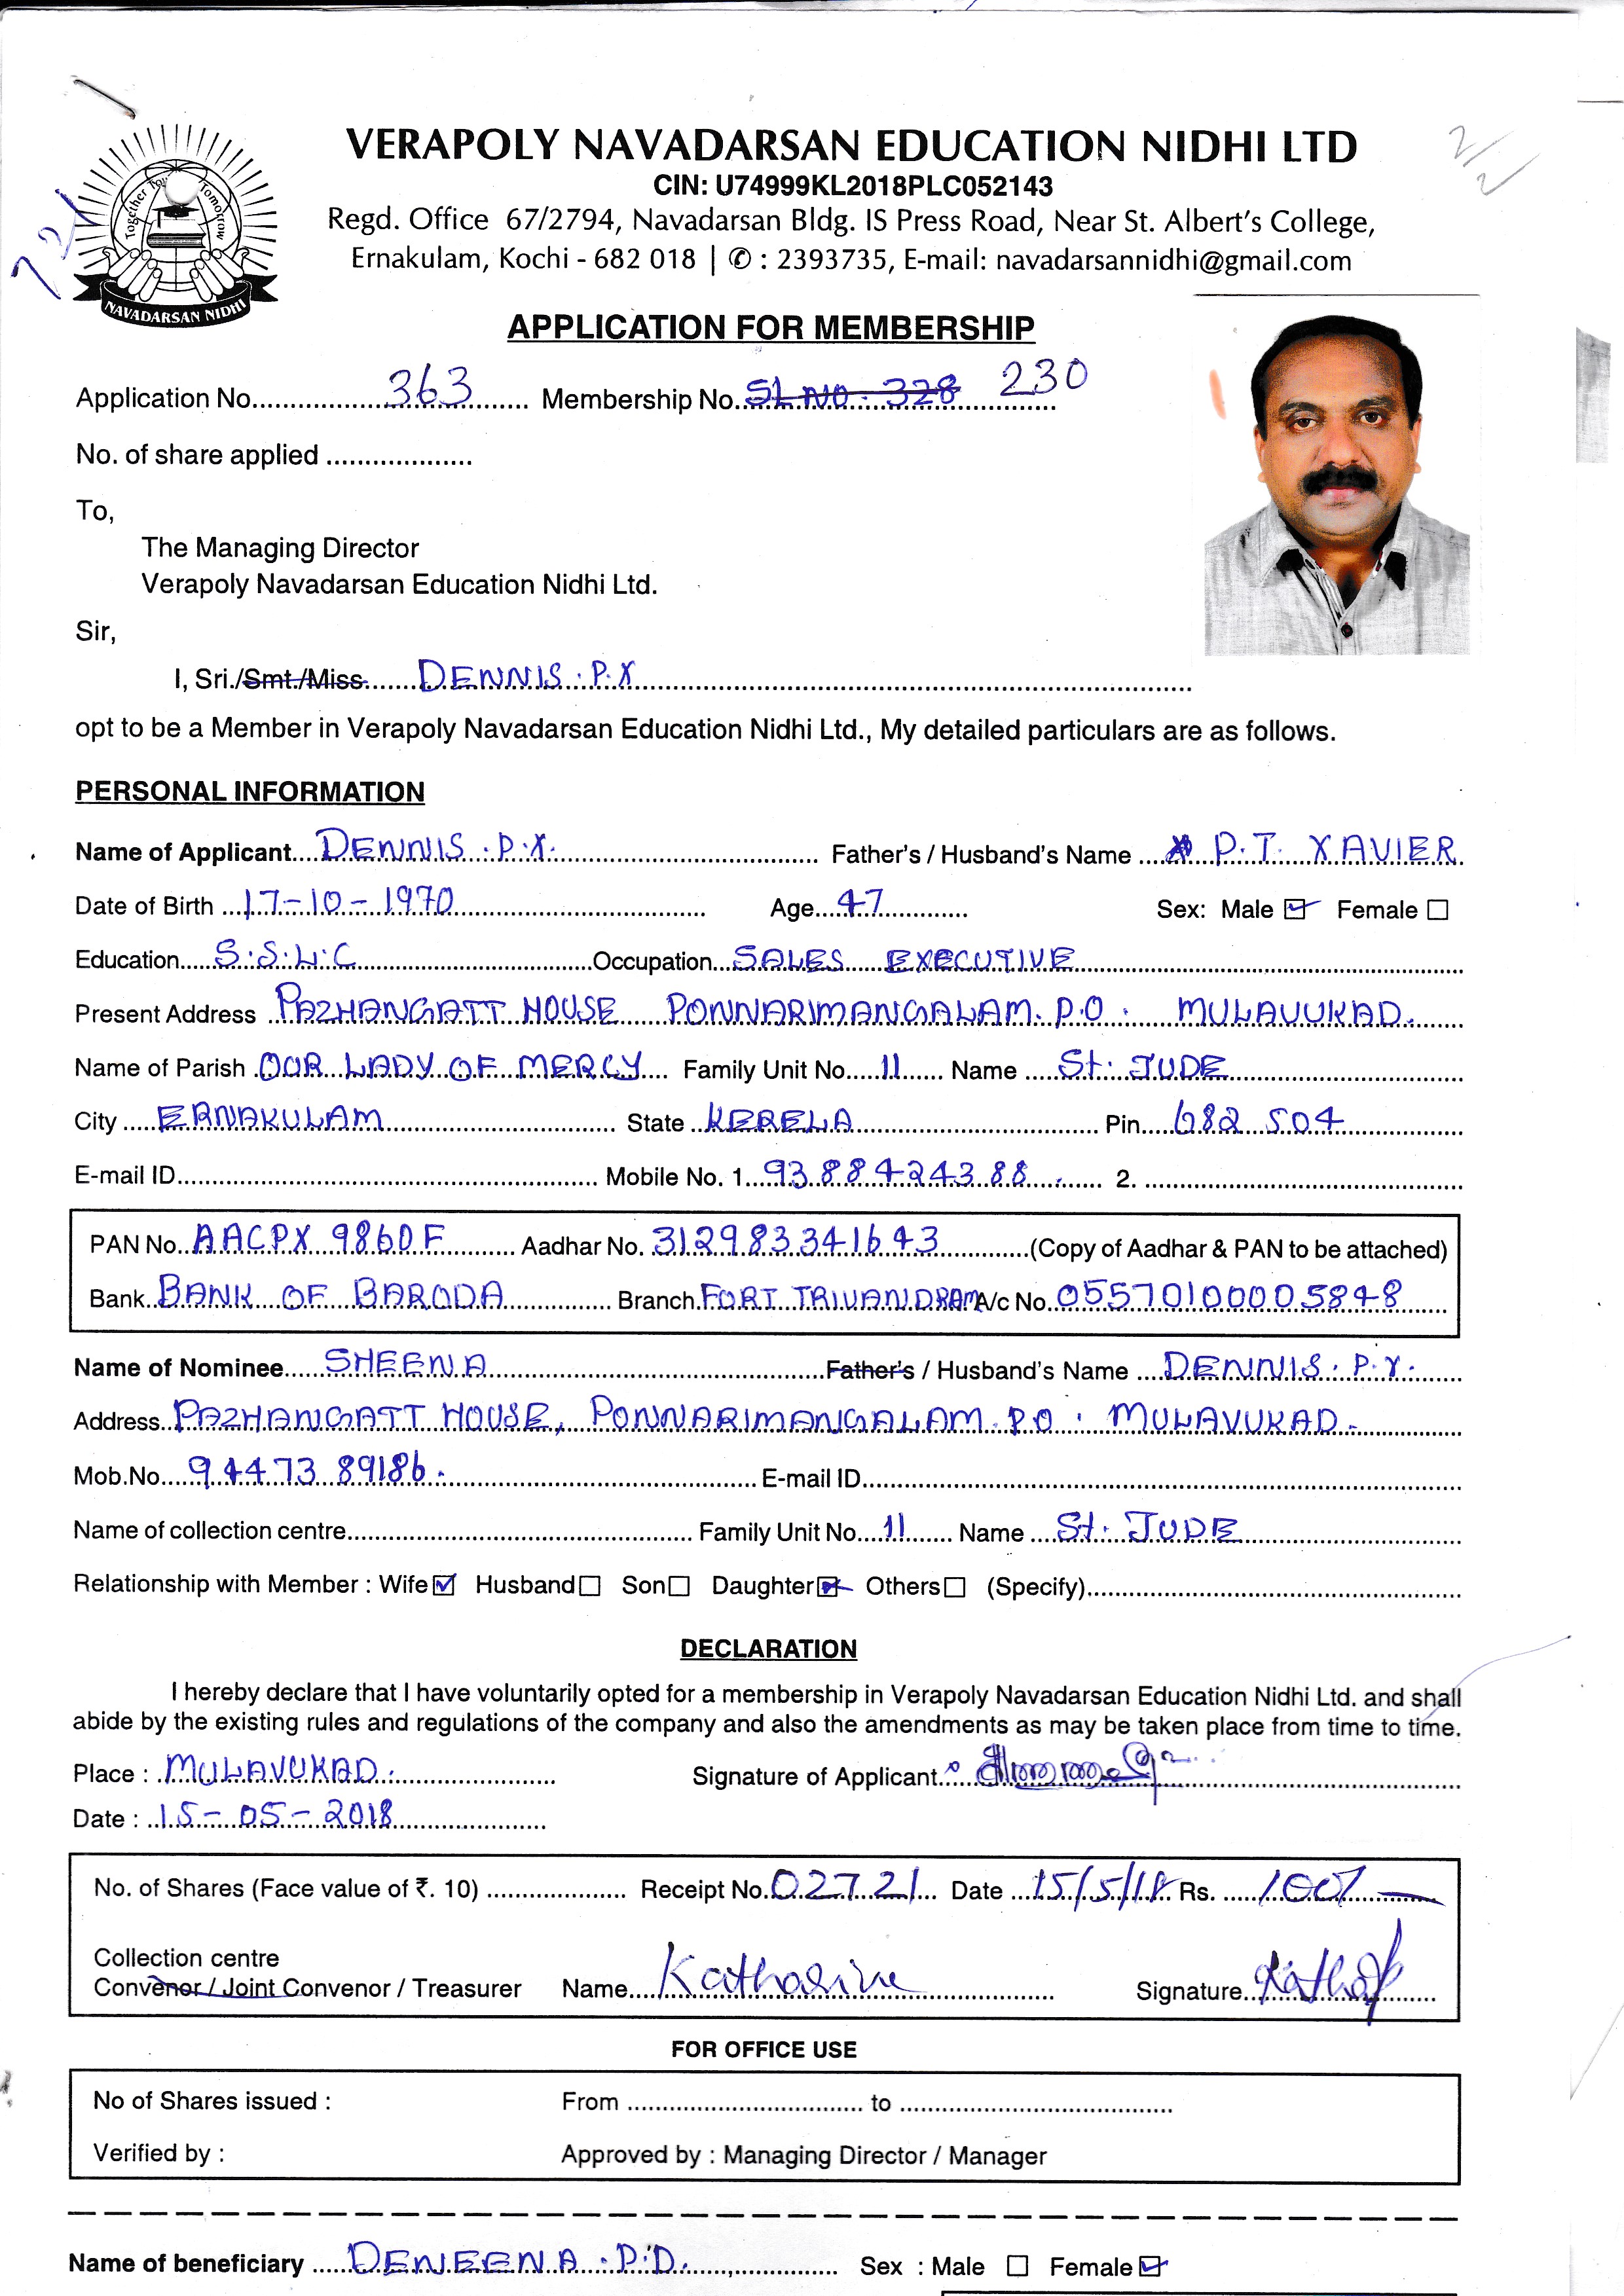 VERAPOLY NAVADARSAN EDUCATION NIDHI LTD
CIN: U74999KL2018PLC052143
Regd. Office 67/2794, Navadarsan Bldg. IS Press Road, Near St. Albert's College,
Ernakulam, Kochi - 682 018 | ✆ : 2393735, E-mail: navadarsannidhi@gmail.com
Together To Tomorrow
NAVADARSAN NIDHI
721
2/2
APPLICATION FOR MEMBERSHIP
Application No. 363 Membership No. SL NO. 328 230
No. of share applied
To,
The Managing Director
Verapoly Navadarsan Education Nidhi Ltd.
Sir,
I, Sri./Smt./Miss. DENNIS. P.X
opt to be a Member in Verapoly Navadarsan Education Nidhi Ltd., My detailed particulars are as follows.
PERSONAL INFORMATION
Name of Applicant DENNIS. P.X. Father's / Husband's Name P.T. XAVIER
Date of Birth 17-10-1970 Age 47 Sex: Male ☑ Female ☐
Education S.S.L.C Occupation SALES EXECUTIVE
Present Address PAZHANGATT HOUSE PONNARIMANGALAM. P.O. MULAVUKAD.
Name of Parish OUR LADY OF MERCY Family Unit No. 11 Name St. JUDE
City ERNAKULAM State KERELA Pin 682 504
E-mail ID Mobile No. 1. 9388424388 2.
PAN No. AACPX 9860F Aadhar No. 312983341643 (Copy of Aadhar & PAN to be attached)
Bank BANK OF BARODA Branch FORT TRIVANDRAM A/c No. 05570100005848
Name of Nominee SHEENA Father's / Husband's Name DENNIS. P.X.
Address PAZHANGATT HOUSE, PONNARIMANGALAM. P.O. MULAVUKAD.
Mob.No. 94473 89186. E-mail ID
Name of collection centre Family Unit No. 11 Name St. JUDE
Relationship with Member : Wife ☑ Husband ☐ Son ☐ Daughter ☑ Others ☐ (Specify)
DECLARATION
I hereby declare that I have voluntarily opted for a membership in Verapoly Navadarsan Education Nidhi Ltd. and shall
abide by the existing rules and regulations of the company and also the amendments as may be taken place from time to time.
Place : MULAVUKAD. Signature of Applicant
Date : 15-05-2018
No. of Shares (Face value of ₹. 10) Receipt No. 02721 Date 15/5/18 Rs. 100/-
Collection centre
Convenor / Joint Convenor / Treasurer Name Katharine Signature
FOR OFFICE USE
No of Shares issued : From to
Verified by : Approved by : Managing Director / Manager
Name of beneficiary DENEENA. P.D. Sex : Male ☐ Female ☑